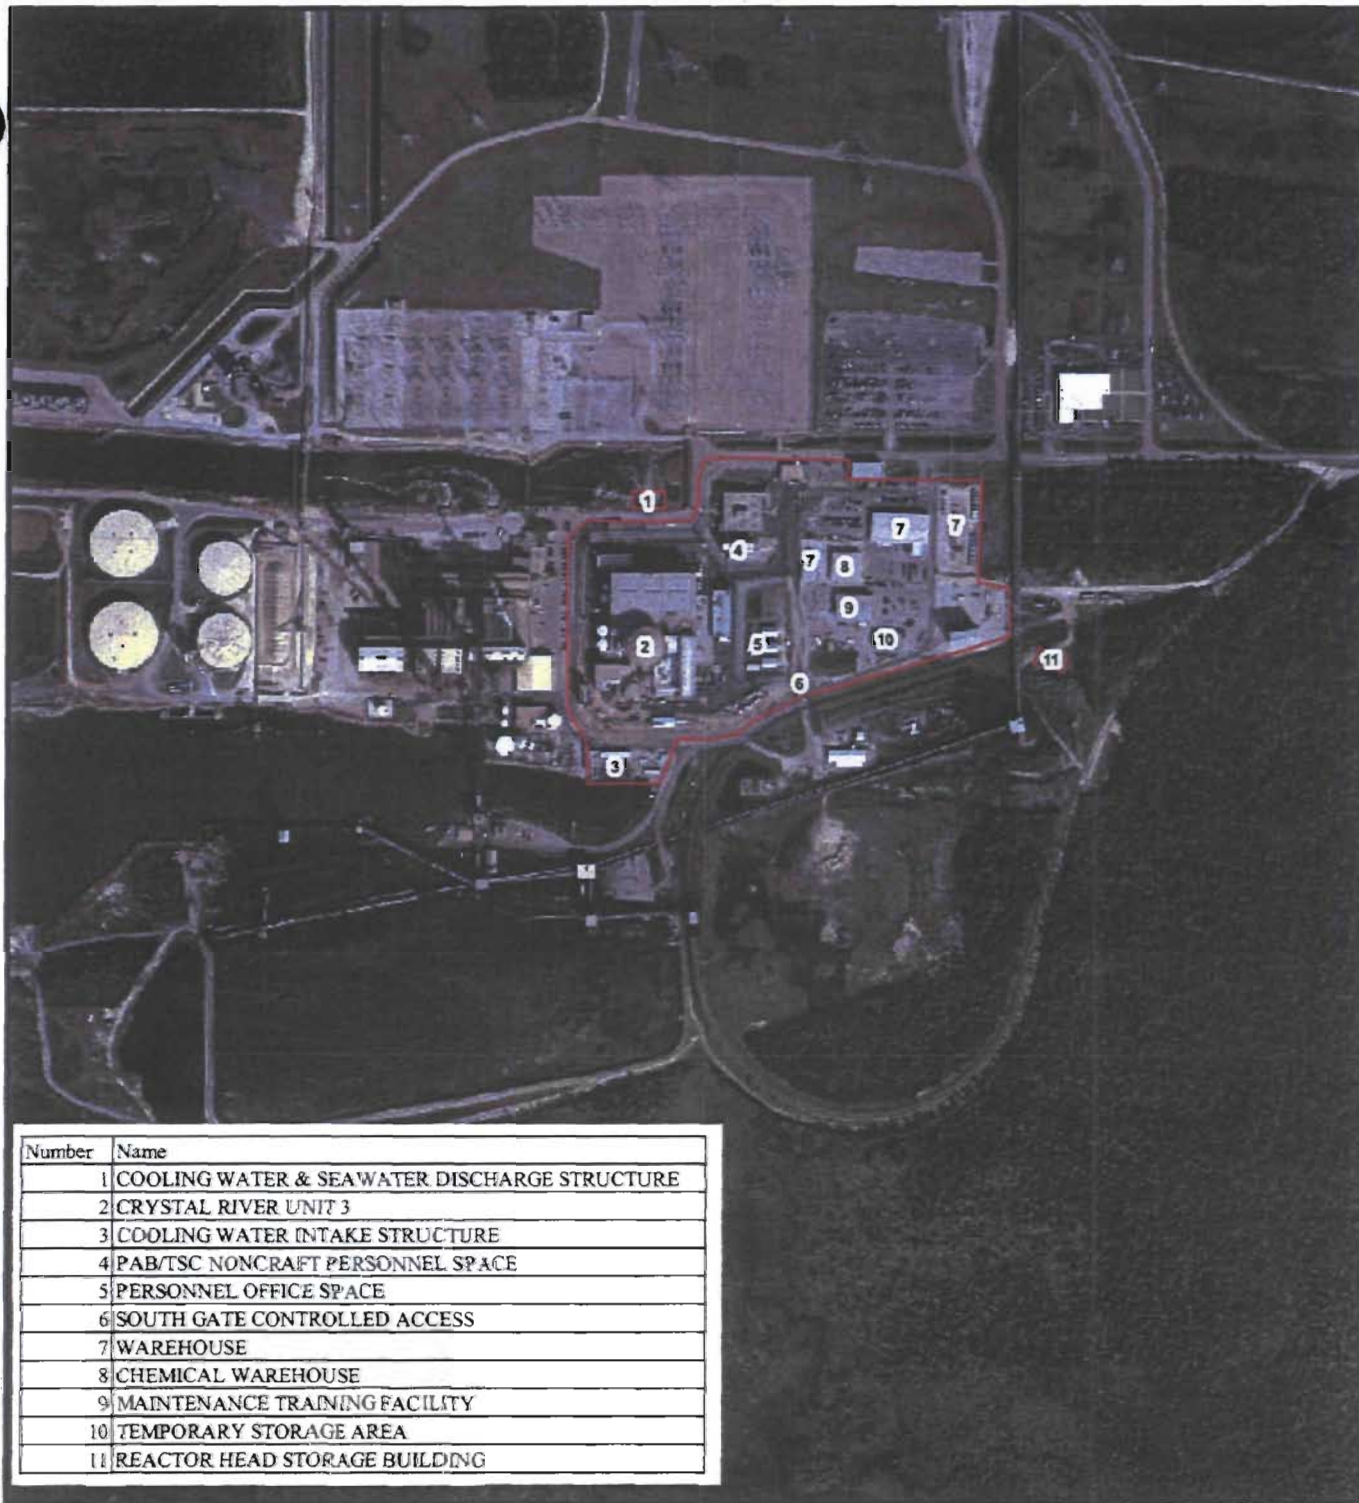 1
7
7
4
7
8
9
2
5
10
11
6
3
Number Name
1 COOLING WATER & SEAWATER DISCHARGE STRUCTURE
2 CRYSTAL RIVER UNIT 3
3 COOLING WATER INTAKE STRUCTURE
4 PAB/TSC NONCRAFT PERSONNEL SPACE
5 PERSONNEL OFFICE SPACE
6 SOUTH GATE CONTROLLED ACCESS
7 WAREHOUSE
8 CHEMICAL WAREHOUSE
9 MAINTENANCE TRAINING FACILITY
10 TEMPORARY STORAGE AREA
11 REACTOR HEAD STORAGE BUILDING